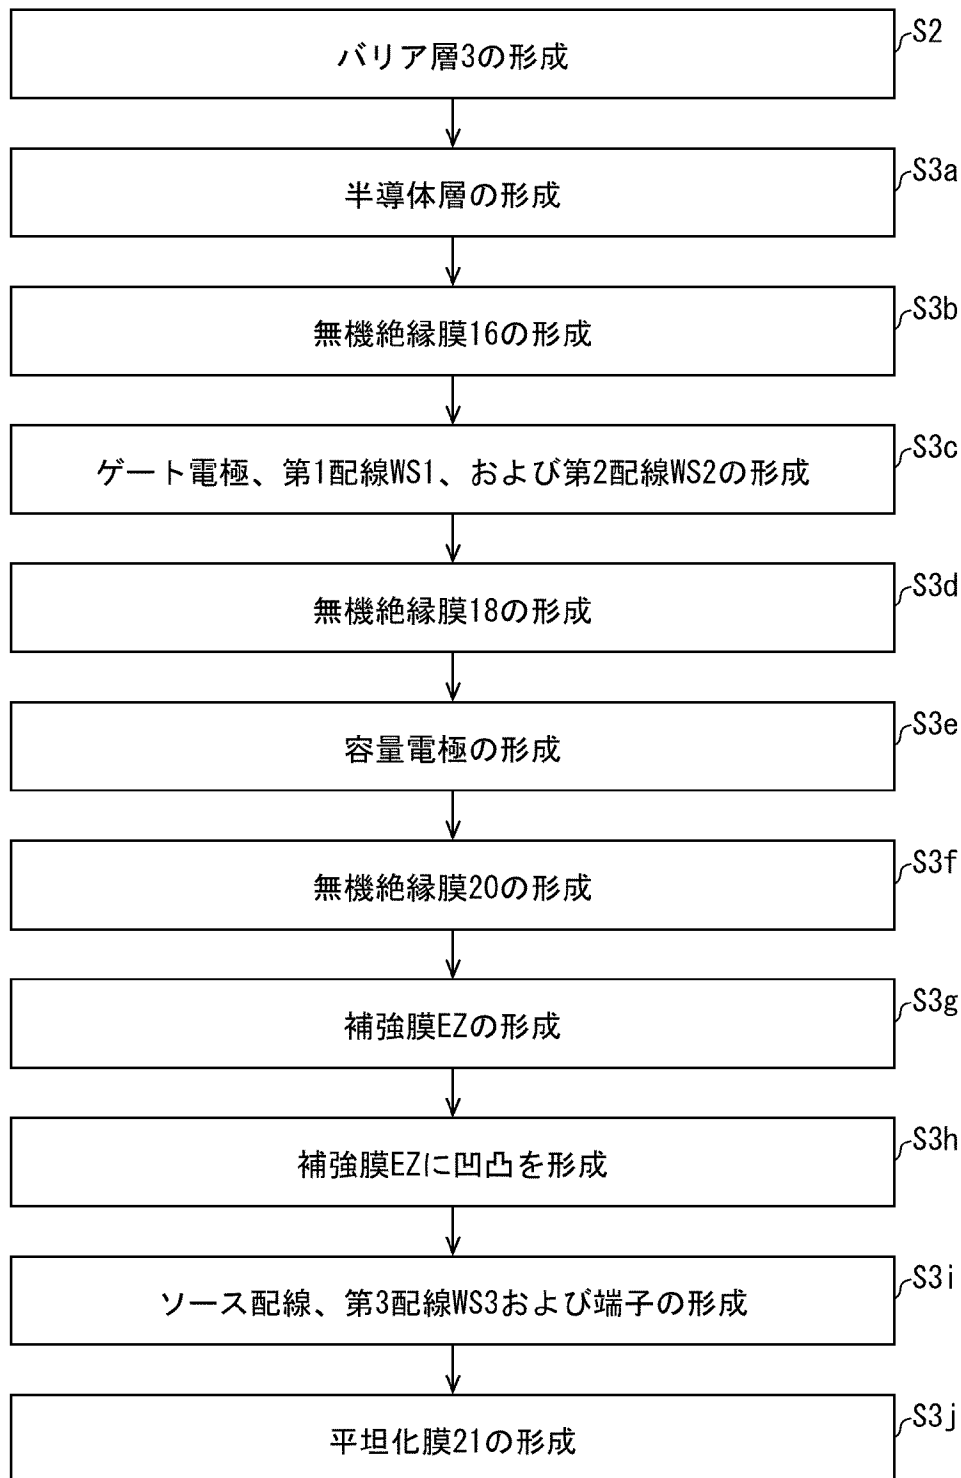 バリア層3の形成
S2
半導体層の形成
S3a
無機絶縁膜16の形成
S3b
ゲート電極、第1配線WS1、および第2配線WS2の形成
S3c
無機絶縁膜18の形成
S3d
容量電極の形成
S3e
無機絶縁膜20の形成
S3f
補強膜EZの形成
S3g
補強膜EZに凹凸を形成
S3h
ソース配線、第3配線WS3および端子の形成
S3i
平坦化膜21の形成
S3j